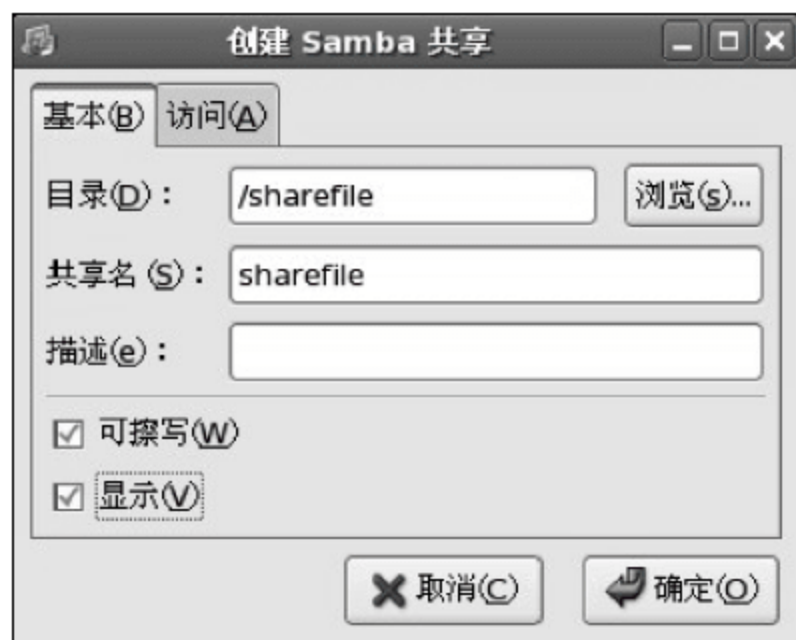 创建 Samba 共享
基本(B) 访问(A)
目录(D)： /sharefile 浏览(s)...
共享名 (S)： sharefile
描述(e)：
可擦写(W)
显示(V)
取消(C) 确定(O)